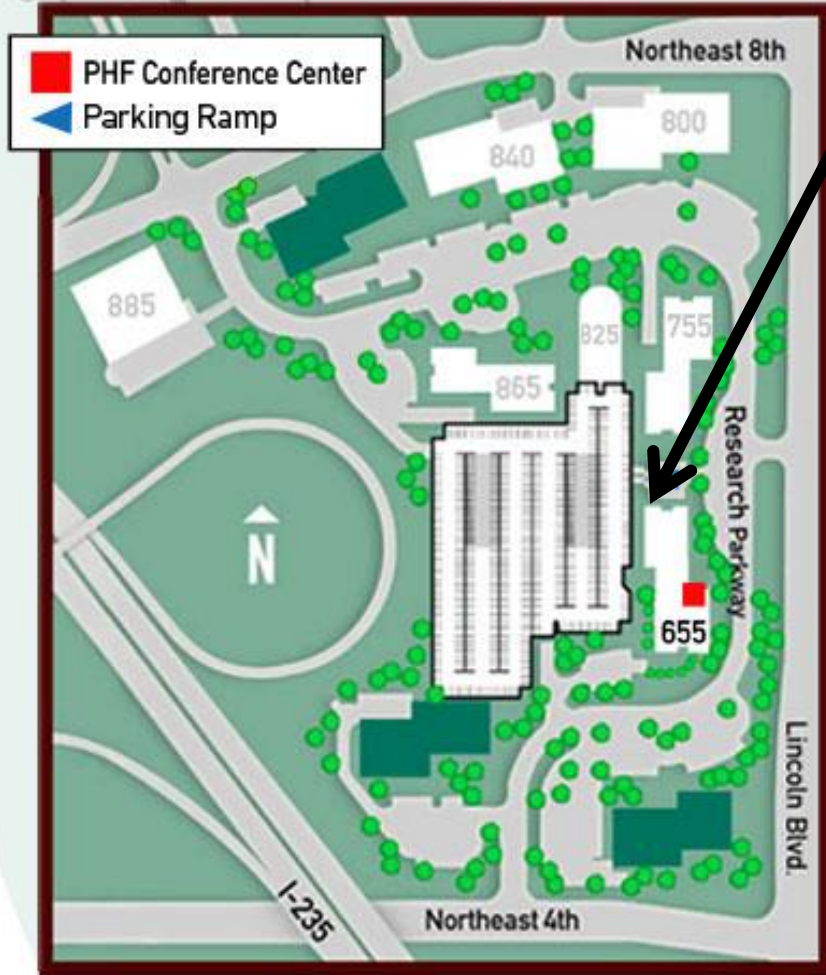 PHF Conference Center
Parking Ramp
Northeast 8th
800
840
885
825
755
865
Research Parkway
N
655
Lincoln Blvd.
I-235
Northeast 4th